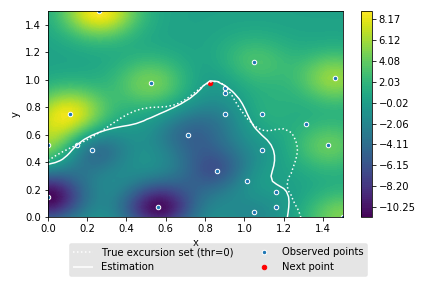 1.4
1.2
1.0
0.8
0.6
0.4
0.2
0.0
y
0.0 0.2 0.4 0.6 0.8 1.0 1.2 1.4
x
8.17
6.12
4.08
2.03
−0.02
−2.06
−4.11
−6.15
−8.20
−10.25
True excursion set (thr=0)
Estimation
Observed points
Next point